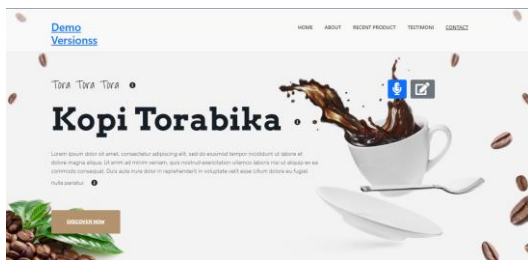 Demo
Versionss
HOME ABOUT RECENT PRODUCT TESTIMONI CONTACT
Tora Tora Tora
Kopi Torabika
Lorem ipsum dolor sit amet, consectetur adipiscing elit, sed do eiusmod tempor incididunt ut labore et
dolore magna aliqua. Ut enim ad minim veniam, quis nostrud exercitation ullamco laboris nisi ut aliquip ex ea
commodo consequat. Duis aute irure dolor in reprehenderit in voluptate velit esse cillum dolore eu fugiat
nulla pariatur.
DISCOVER NOW